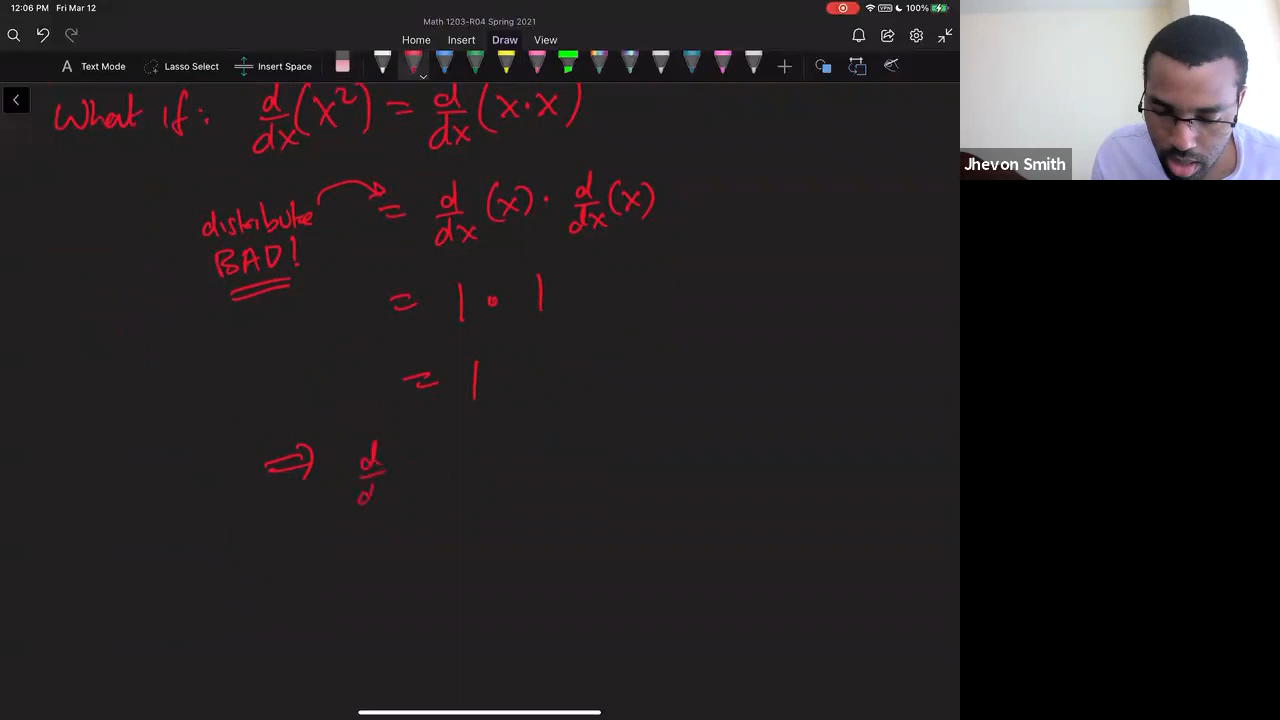 12:06 PM Fri Mar 12
VPN 100%
Math 1203-R04 Spring 2021
Home Insert Draw View
A Text Mode Lasso Select Insert Space
What if: d/dx (x²) = d/dx (x·x)
distribute BAD! = d/dx (x) · d/dx (x)
= 1 · 1
= 1
⇒ d/d
Jhevon Smith